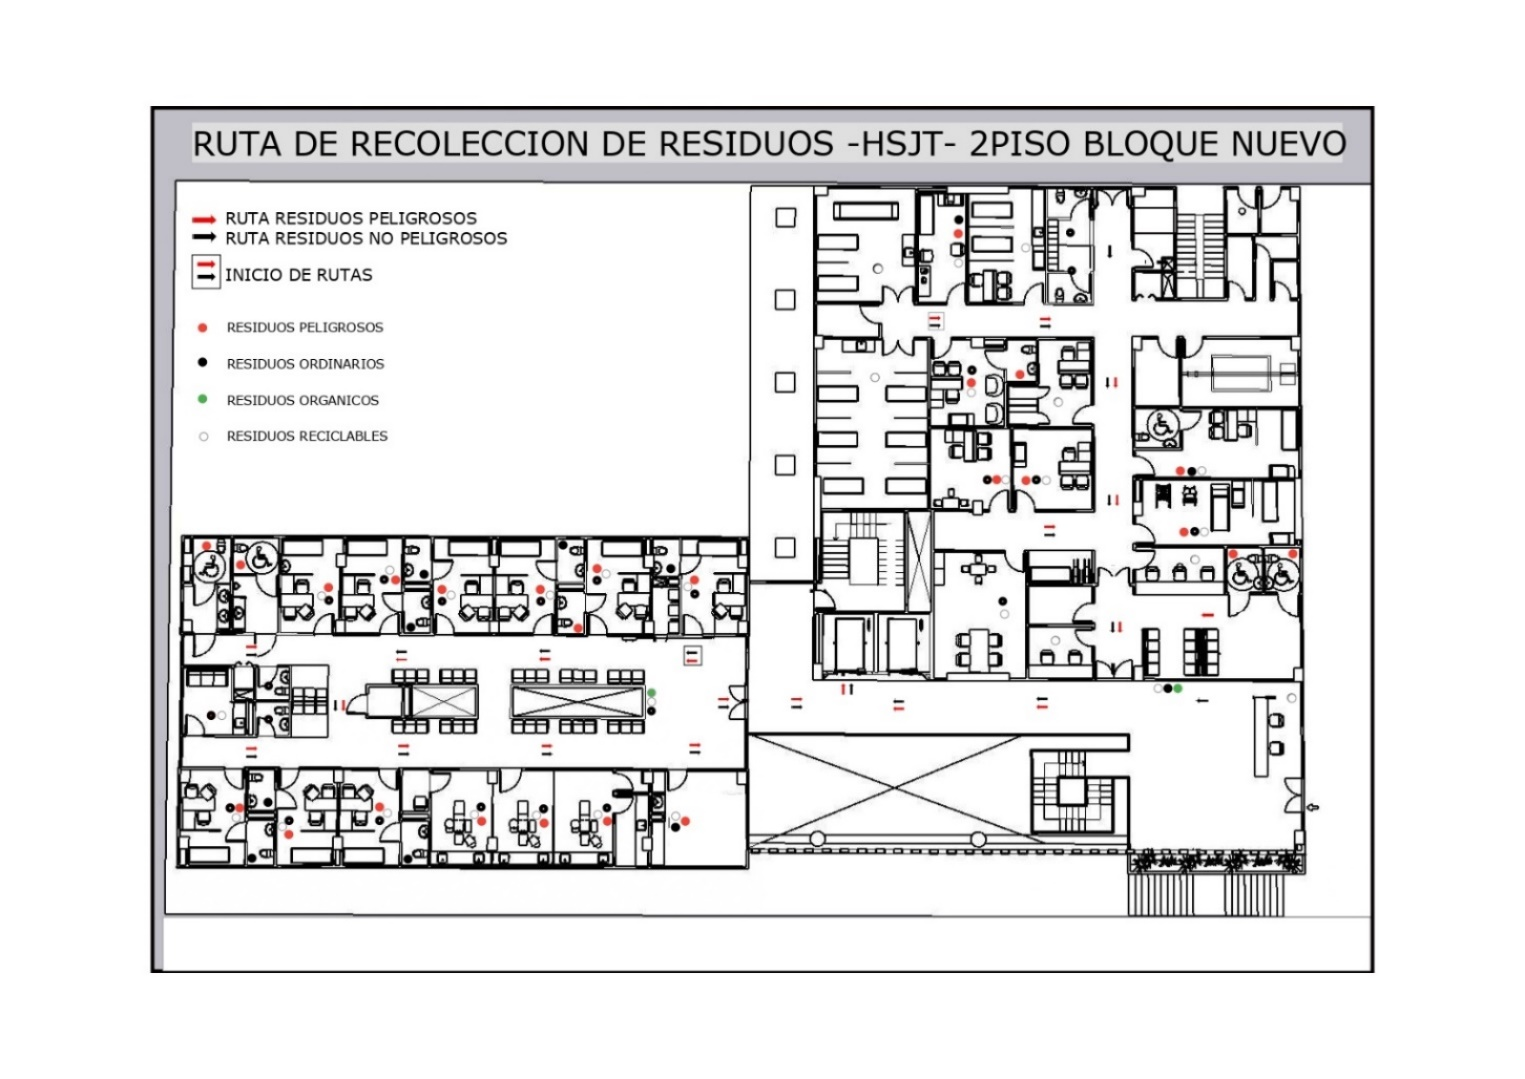 RUTA DE RECOLECCION DE RESIDUOS -HSJT- 2PISO BLOQUE NUEVO
RUTA RESIDUOS PELIGROSOS
RUTA RESIDUOS NO PELIGROSOS
INICIO DE RUTAS
RESIDUOS PELIGROSOS
RESIDUOS ORDINARIOS
RESIDUOS ORGANICOS
RESIDUOS RECICLABLES